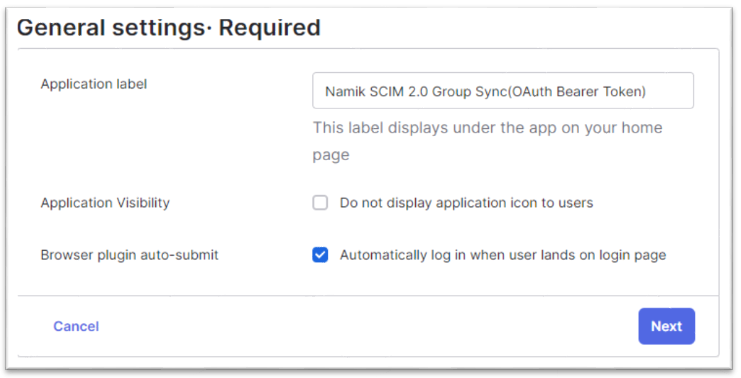 General settings· Required
Application label
Namik SCIM 2.0 Group Sync(OAuth Bearer Token)
This label displays under the app on your home
page
Application Visibility
Do not display application icon to users
Browser plugin auto-submit
Automatically log in when user lands on login page
Cancel
Next